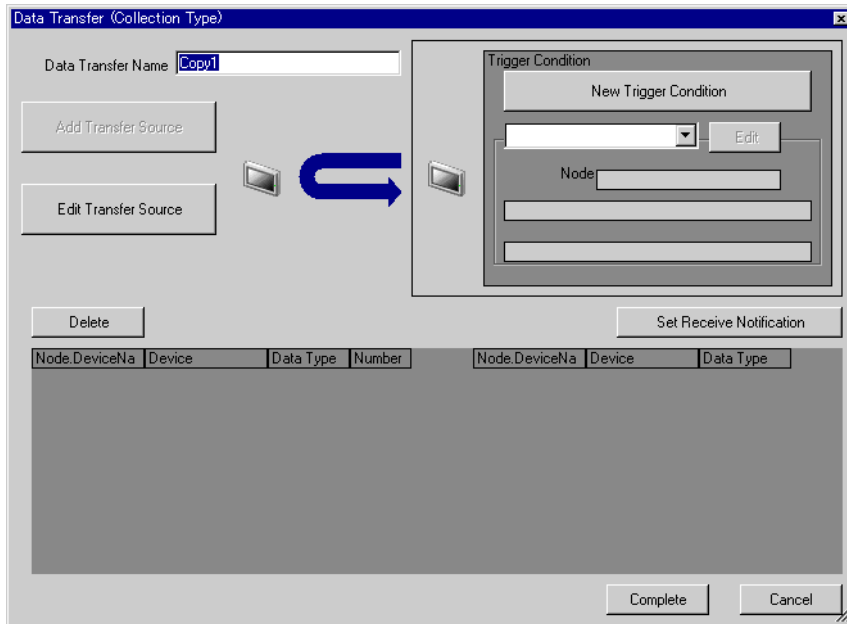 Data Transfer (Collection Type)
Data Transfer Name Copy1
Add Transfer Source
Edit Transfer Source
Trigger Condition
New Trigger Condition
Edit
Node
Delete
Set Receive Notification
Node.DeviceNa Device Data Type Number Node.DeviceNa Device Data Type
Complete Cancel